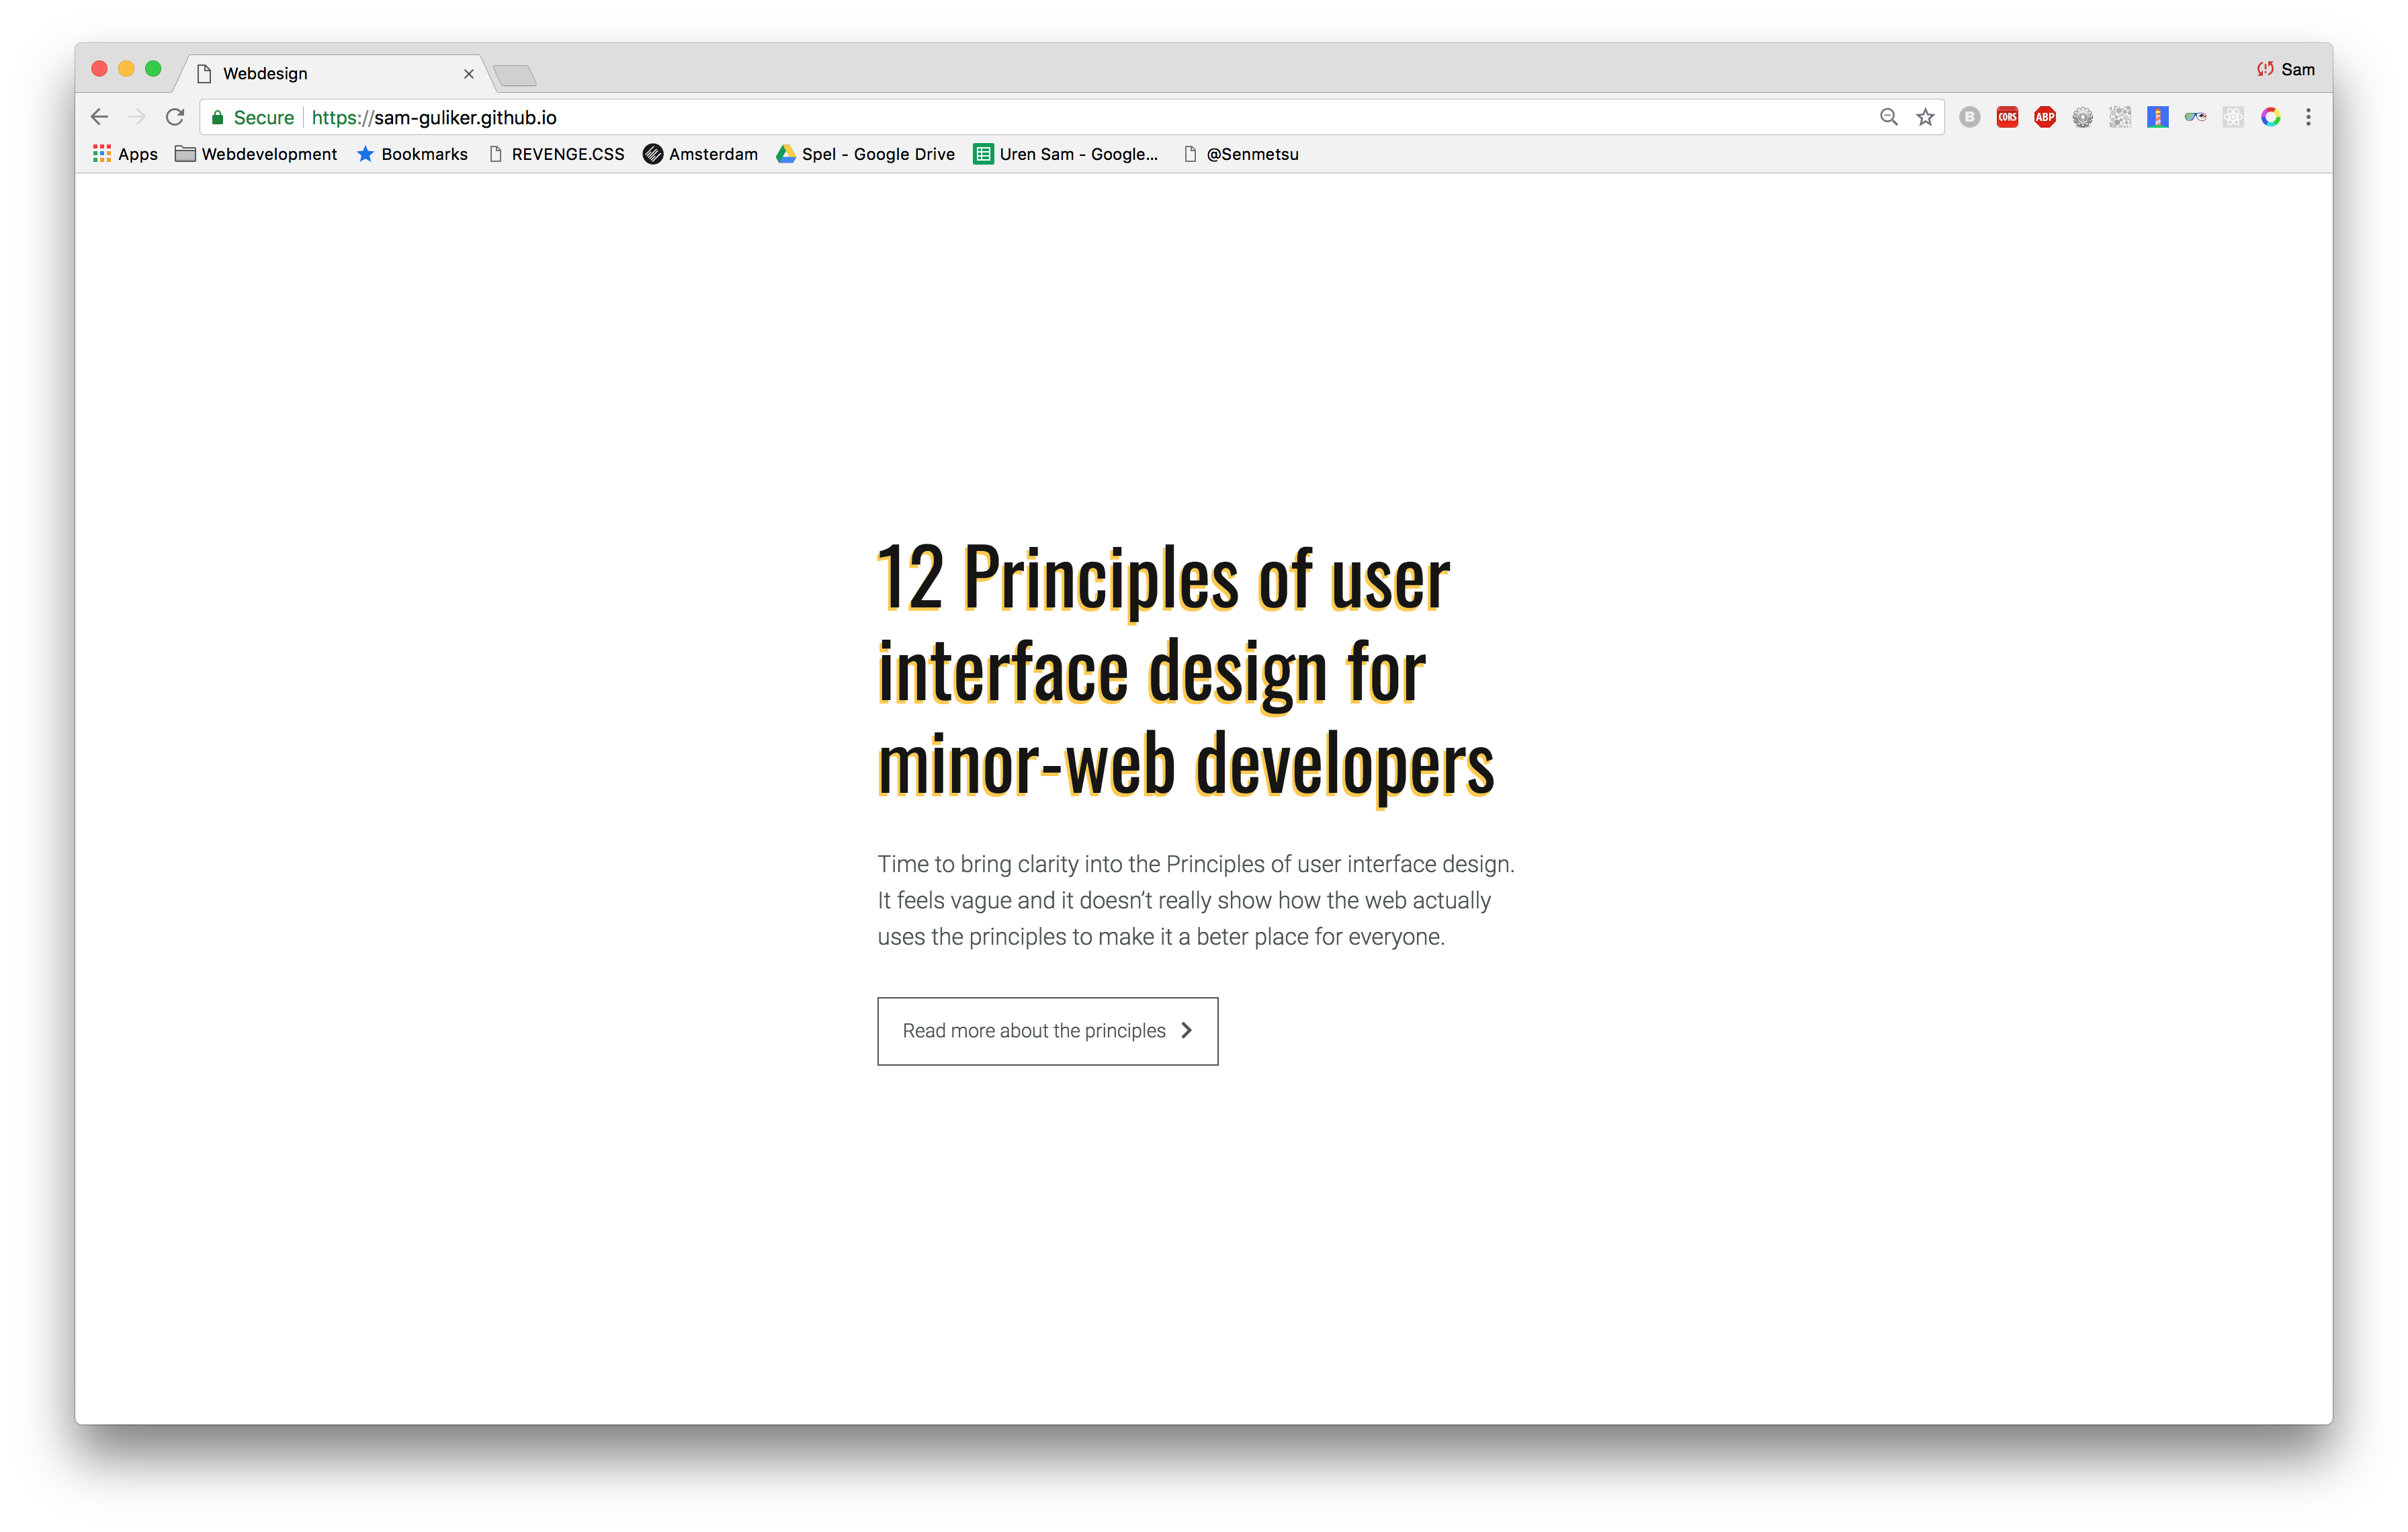 Webdesign
Sam
Secure https://sam-guliker.github.io
B CORS ABP
Apps Webdevelopment Bookmarks REVENGE.CSS Amsterdam Spel - Google Drive Uren Sam - Google... @Senmetsu
12 Principles of user
interface design for
minor-web developers
Time to bring clarity into the Principles of user interface design.
It feels vague and it doesn’t really show how the web actually
uses the principles to make it a beter place for everyone.
Read more about the principles